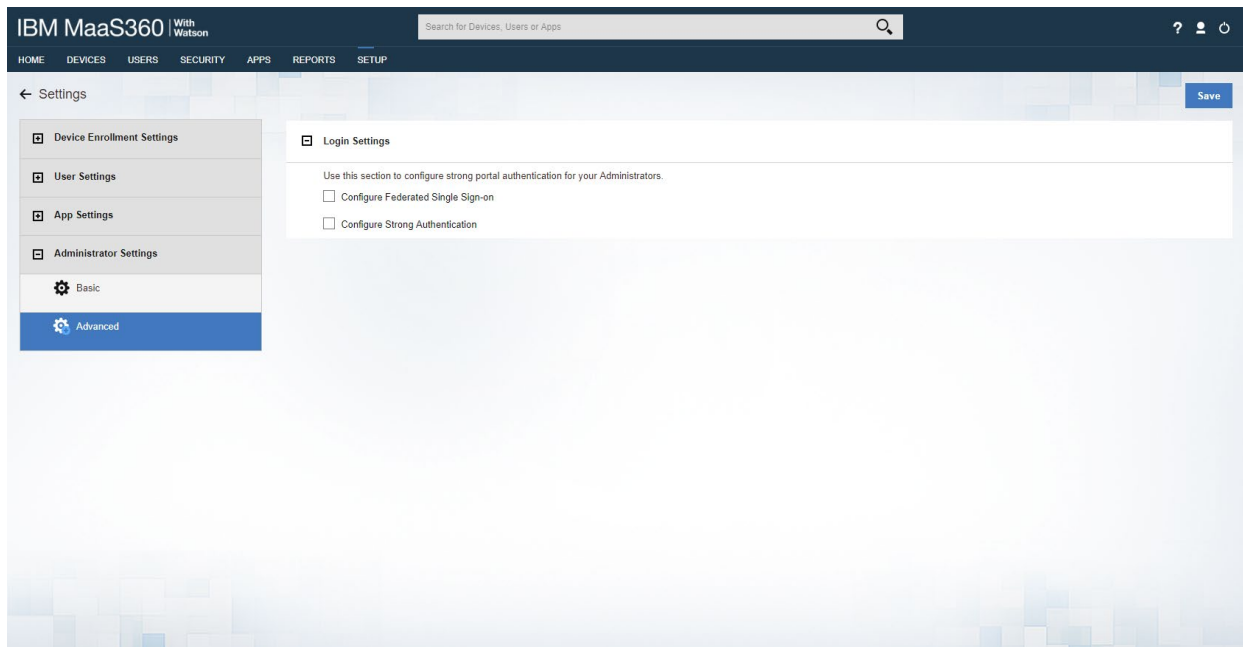 IBM MaaS360 | With Watson
Search for Devices, Users or Apps
?
HOME DEVICES USERS SECURITY APPS REPORTS SETUP
← Settings
Save
Device Enrollment Settings
User Settings
App Settings
Administrator Settings
Basic
Advanced
Login Settings
Use this section to configure strong portal authentication for your Administrators.
Configure Federated Single Sign-on
Configure Strong Authentication